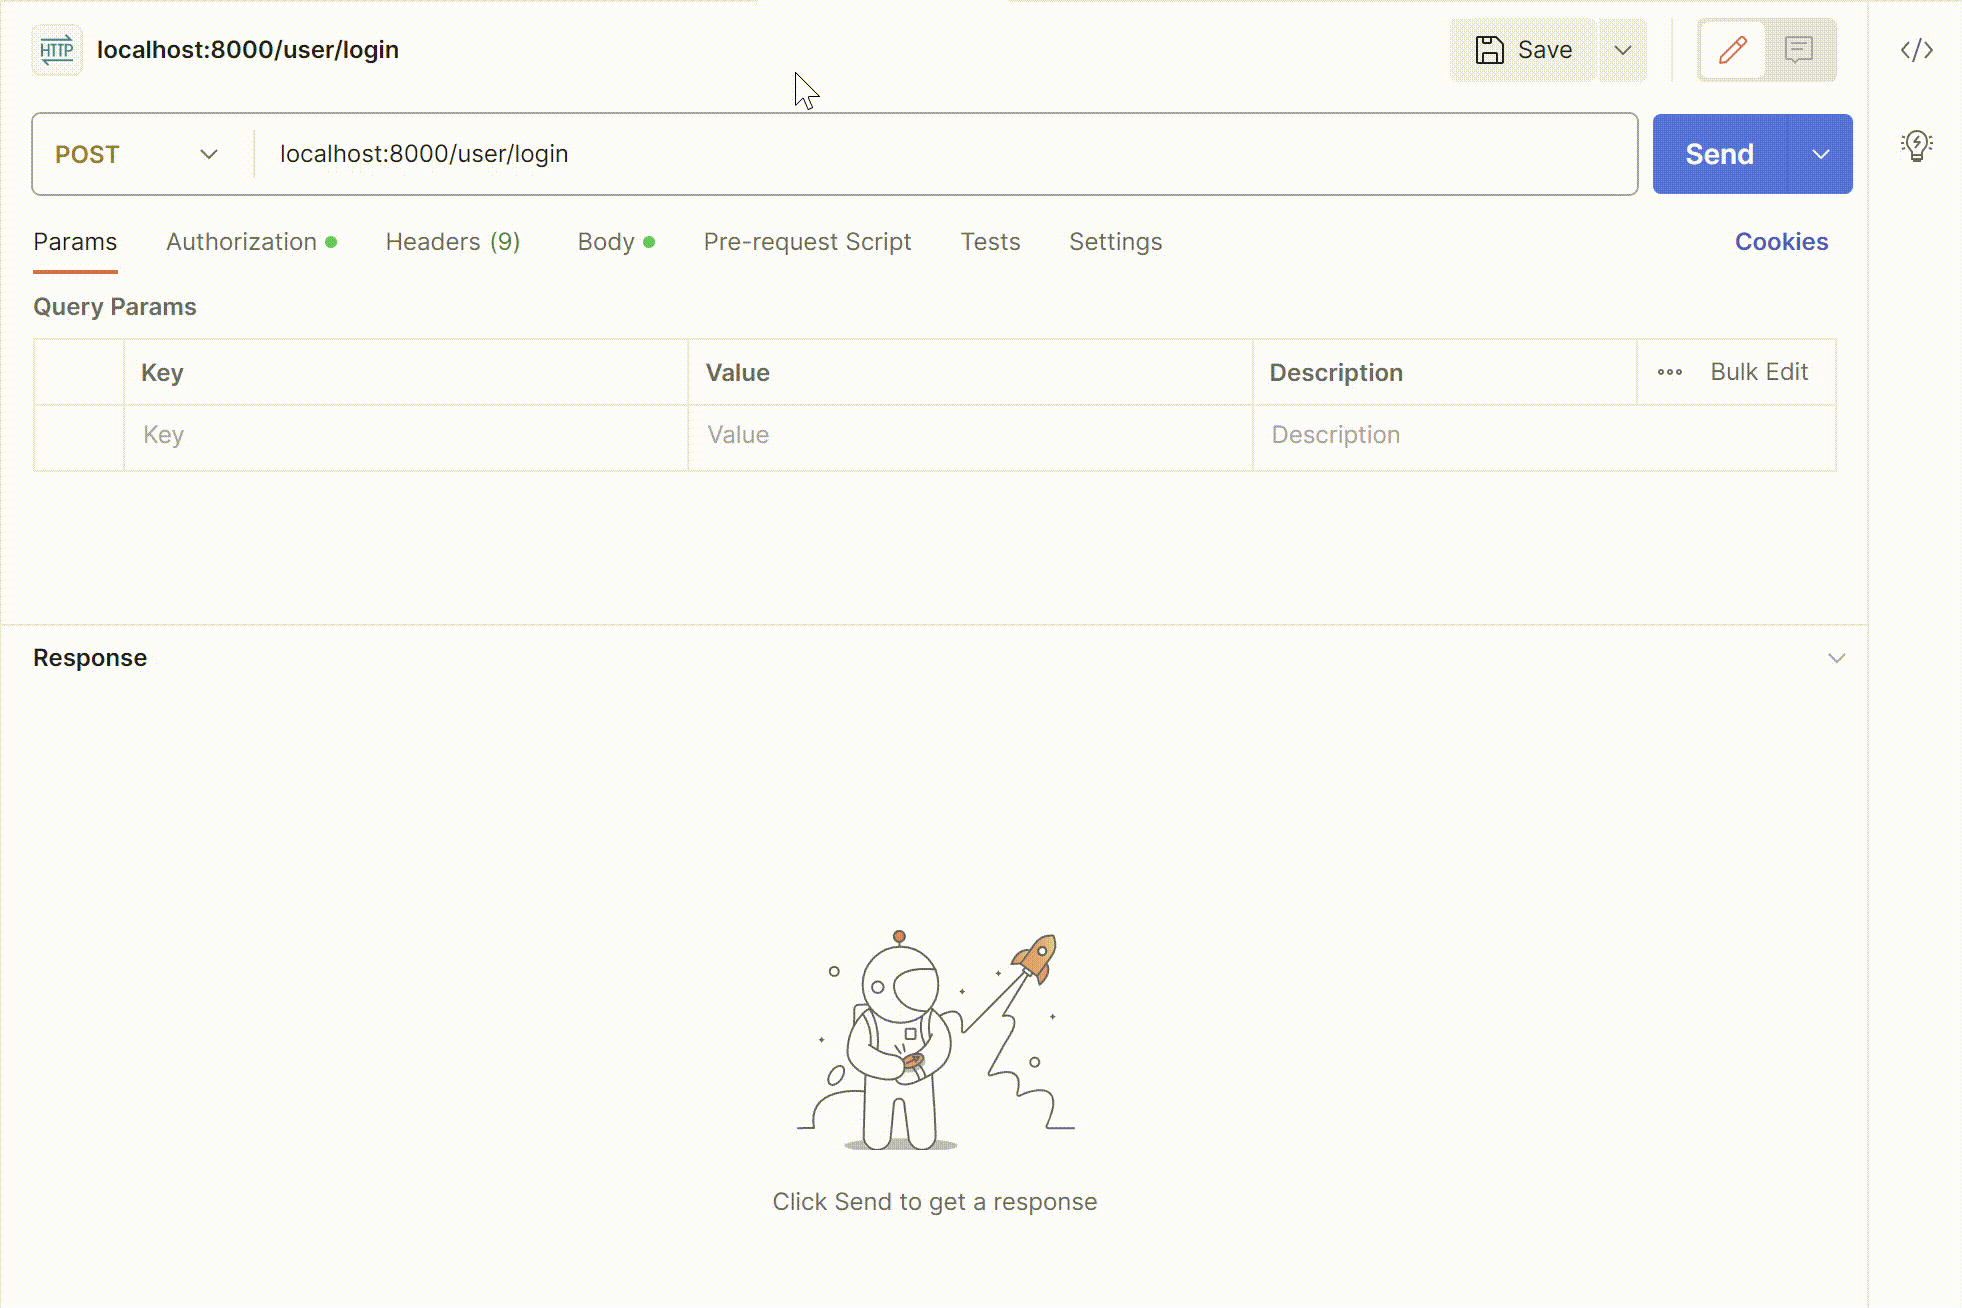 HTTP localhost:8000/user/login Save
POST localhost:8000/user/login Send
Params Authorization Headers (9) Body Pre-request Script Tests Settings Cookies
Query Params
Key Value Description Bulk Edit
Key Value Description
Response
Click Send to get a response